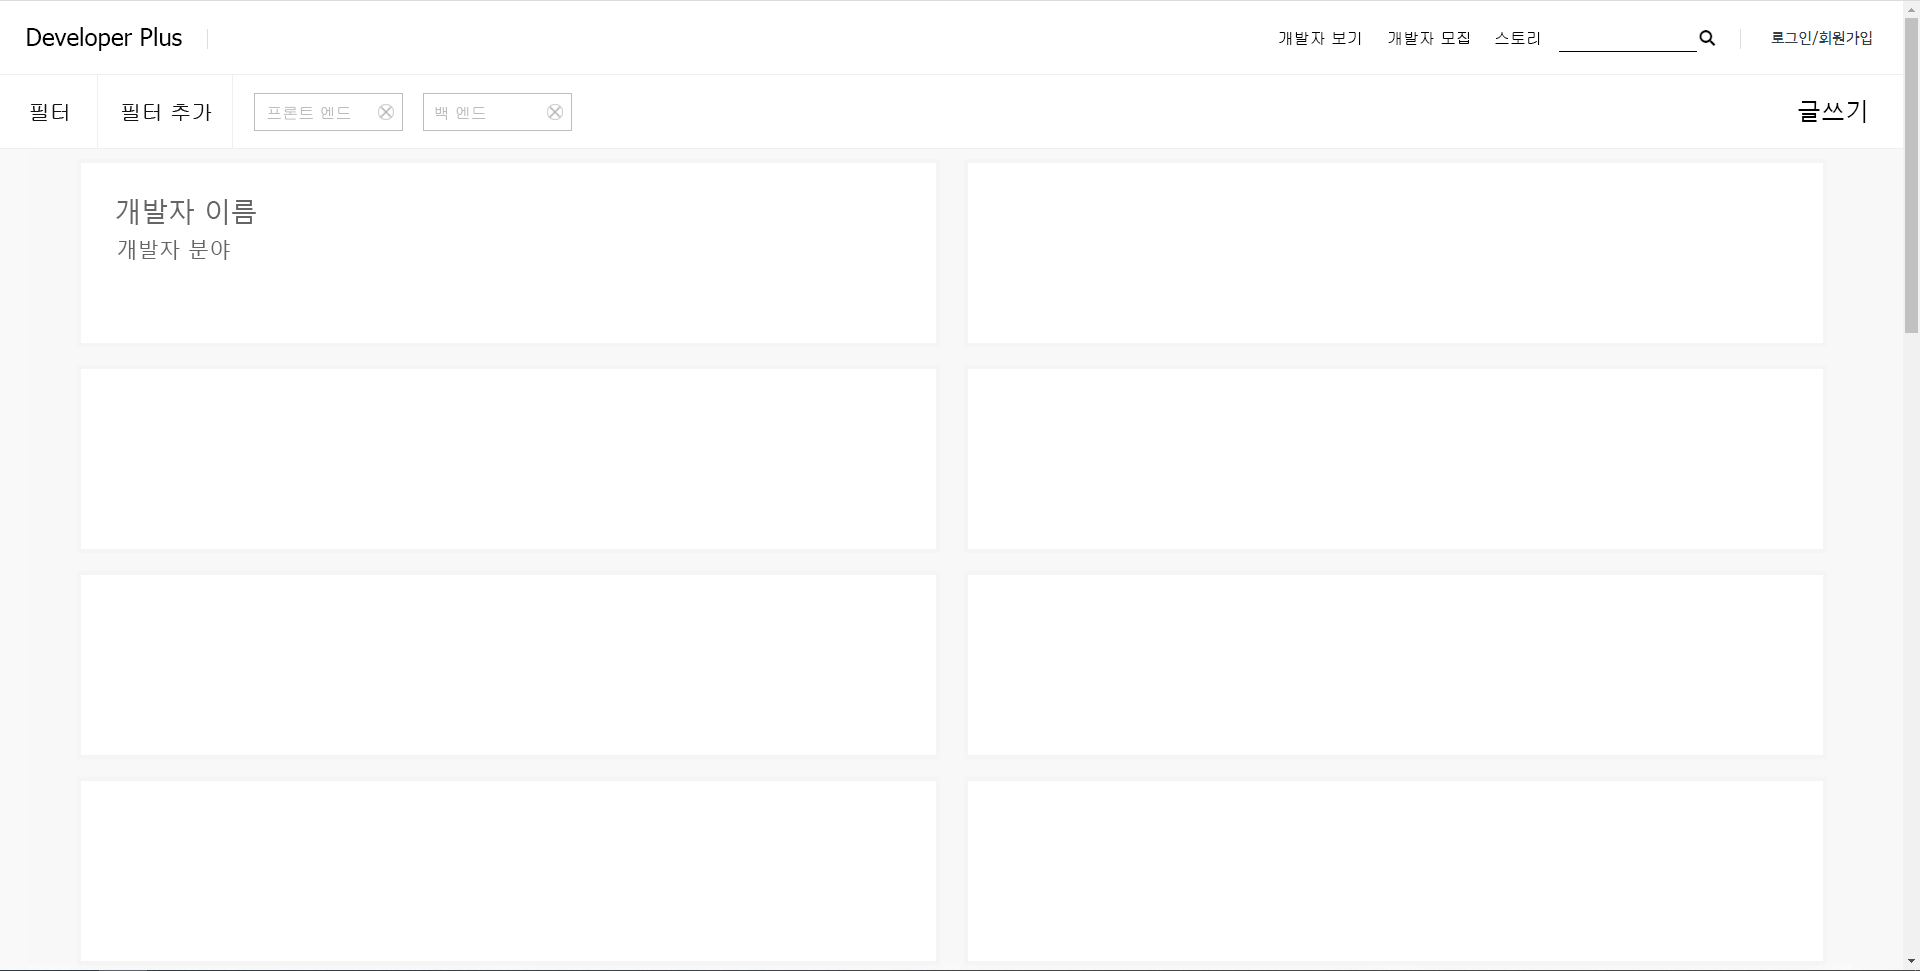 Developer Plus
개발자 보기 개발자 모집 스토리 로그인/회원가입
필터 필터 추가 프론트 엔드 백 엔드 글쓰기
개발자 이름
개발자 분야